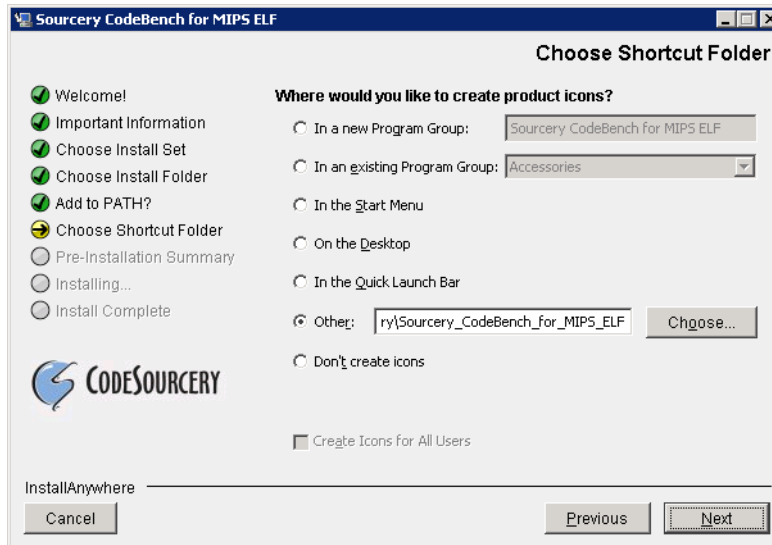 Sourcery CodeBench for MIPS ELF
Choose Shortcut Folder
Welcome!
Important Information
Choose Install Set
Choose Install Folder
Add to PATH?
Choose Shortcut Folder
Pre-Installation Summary
Installing...
Install Complete
CODESOURCERY
Where would you like to create product icons?
In a new Program Group: Sourcery CodeBench for MIPS ELF
In an existing Program Group: Accessories
In the Start Menu
On the Desktop
In the Quick Launch Bar
Other: ry\Sourcery_CodeBench_for_MIPS_ELF Choose...
Don't create icons
Create Icons for All Users
InstallAnywhere
Cancel Previous Next